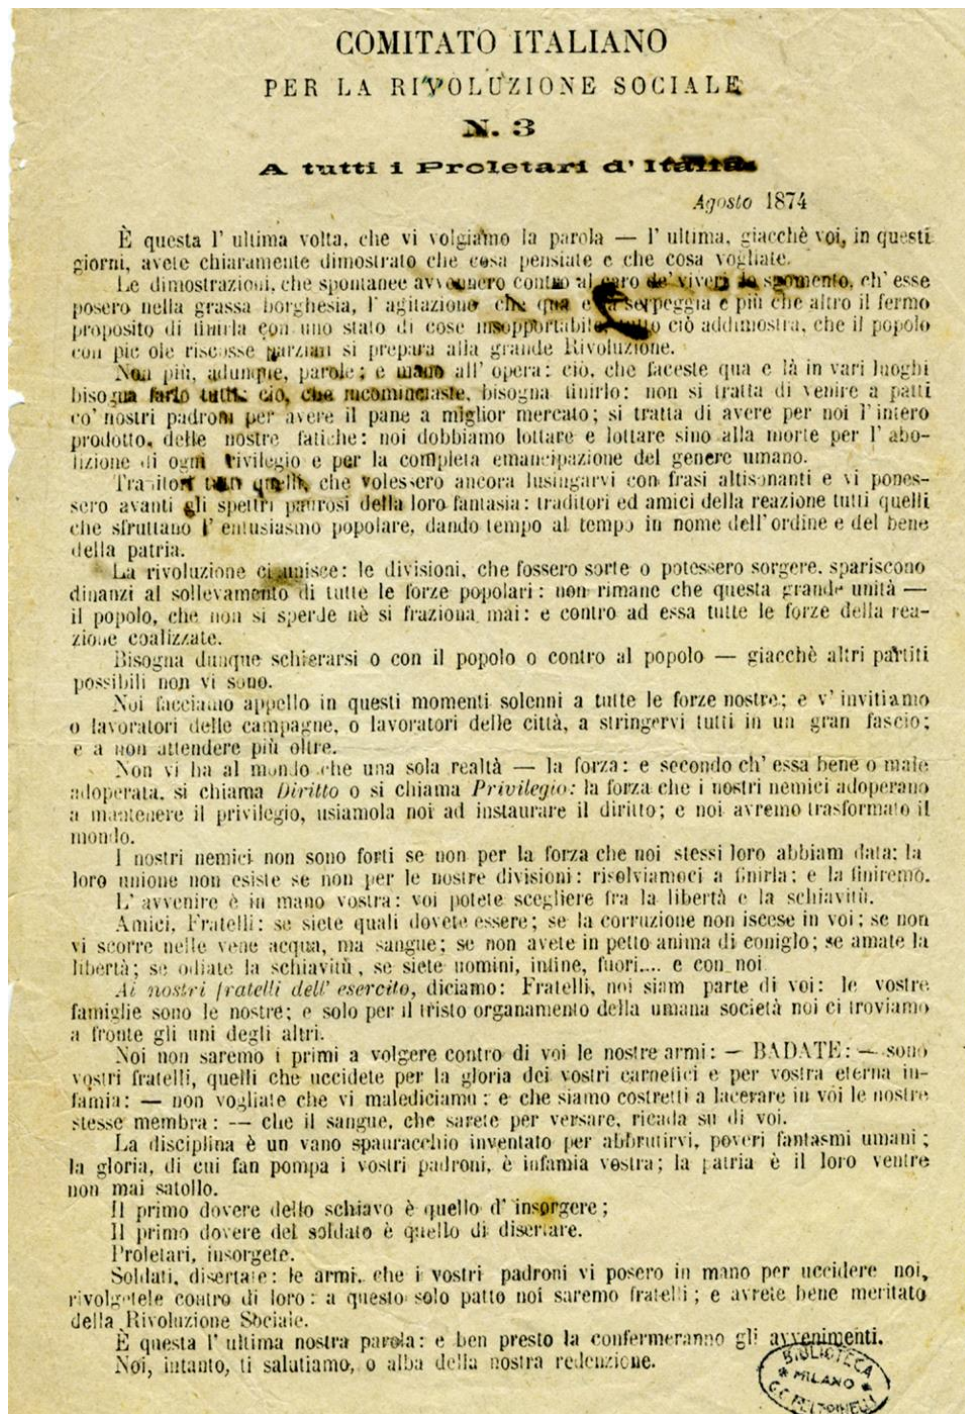 COMITATO ITALIANO
PER LA RIVOLUZIONE SOCIALE
N. 3
A tutti i Proletari d' Italia
Agosto 1874
È questa l' ultima volta, che vi volgiamo la parola — l' ultima, giacchè voi, in questi
giorni, avete chiaramente dimostrato che cosa pensiate e che cosa vogliate.
Le dimostrazioni, che spontanee avvennero contro al caro de' viveri lo sgomento, ch' esse
posero nella grassa borghesia, l' agitazione che qua e là serpeggia e più che altro il fermo
proposito di finirla con uno stato di cose insopportabile ciò addimostra, che il popolo
con pic ole riscosse parziali si prepara alla grande Rivoluzione.
Non più, adunque, parole; e mano all' opera: ciò, che faceste qua e là in vari luoghi
bisogna farlo tutti: ciò, che incominciaste, bisogna finirlo: non si tratta di venire a patti
co' nostri padroni per avere il pane a miglior mercato; si tratta di avere per noi l' intero
prodotto, delle nostre fatiche: noi dobbiamo lottare e lottare sino alla morte per l' abo-
lizione di ogni rivilegio e per la completa emancipazione del genere umano.
Traditori son quelli, che volessero ancora lusingarvi con frasi altisonanti e vi pones-
sero avanti gli spettri paurosi della loro fantasia: traditori ed amici della reazione tutti quelli
che sfruttano l' entusiasmo popolare, dando tempo al tempo in nome dell' ordine e del bene
della patria.
La rivoluzione ci unisce: le divisioni, che fossero sorte o potessero sorgere, spariscono
dinanzi al sollevamento di tutte le forze popolari: non rimane che questa grande unità —
il popolo, che non si sperde nè si fraziona mai: e contro ad essa tutte le forze della rea-
zione coalizzate.
Bisogna dunque schierarsi o con il popolo o contro al popolo — giacchè altri partiti
possibili non vi sono.
Noi facciamo appello in questi momenti solenni a tutte le forze nostre; e v' invitiamo
o lavoratori delle campagne, o lavoratori delle città, a stringervi tutti in un gran fascio;
e a non attendere più oltre.
Non vi ha al mondo che una sola realtà — la forza: e secondo ch' essa bene o male
adoperata, si chiama Diritto o si chiama Privilegio: la forza che i nostri nemici adoperano
a mantenere il privilegio, usiamola noi ad instaurare il diritto; e noi avremo trasformato il
mondo.
I nostri nemici non sono forti se non per la forza che noi stessi loro abbiam data: la
loro unione non esiste se non per le nostre divisioni: risolviamoci a finirla: e la finiremo.
L' avvenire è in mano vostra: voi potete scegliere fra la libertà e la schiavitù.
Amici, Fratelli: se siete quali dovete essere; se la corruzione non iscese in voi; se non
vi scorre nelle vene acqua, ma sangue; se non avete in petto anima di coniglo; se amate la
libertà; se odiate la schiavitù, se siete uomini, infine, fuori.... e con noi
Ai nostri fratelli dell' esercito, diciamo: Fratelli, noi siam parte di voi: le vostre
famiglie sono le nostre; e solo per il tristo organamento della umana società noi ci troviamo
a fronte gli uni degli altri.
Noi non saremo i primi a volgere contro di voi le nostre armi: — BADATE: — sono
vostri fratelli, quelli che uccidete per la gloria dei vostri carnefici e per vostra eterna in-
famia: — non vogliate che vi malediciamo; e che siamo costretti a lacerare in voi le nostre
stesse membra: — che il sangue, che sarete per versare, ricada su di voi.
La disciplina è un vano spauracchio inventato per abbrutirvi, poveri fantasmi umani;
la gloria, di cui fan pompa i vostri padroni, è infamia vostra; la patria è il loro ventre
non mai satollo.
Il primo dovere dello schiavo è quello d' insorgere;
Il primo dovere del soldato è quello di disertare.
Proletari, insorgete.
Soldati, disertate: le armi, che i vostri padroni vi posero in mano per uccidere noi,
rivolgetele contro di loro: a questo solo patto noi saremo fratelli; e avrete bene meritato
della Rivoluzione Sociale.
È questa l' ultima nostra parola: e ben presto la confermeranno gli avvenimenti.
Noi, intanto, ti salutiamo, o alba della nostra redenzione.
BIBLIOTECA
* MILANO *
G. FELTRINELLI